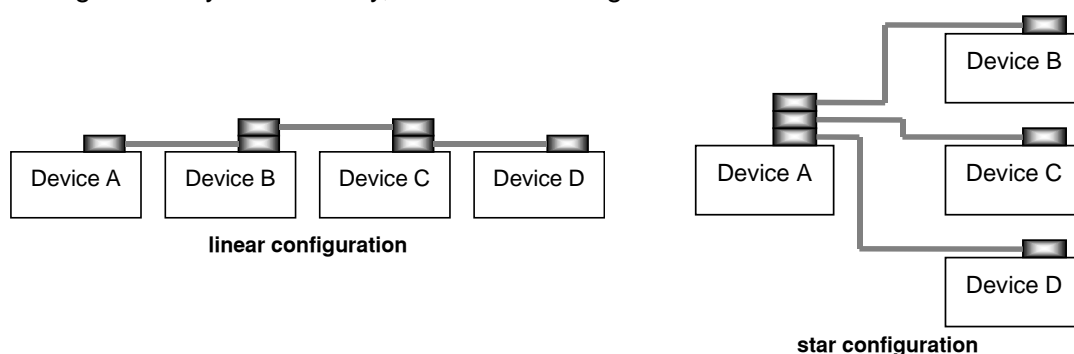 Device A
Device B
Device C
Device D
linear configuration
Device B
Device A
Device C
Device D
star configuration